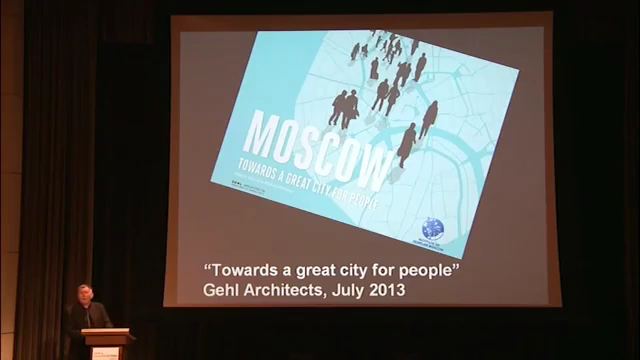 MOSCOW
TOWARDS A GREAT CITY FOR PEOPLE
“Towards a great city for people”
Gehl Architects, July 2013